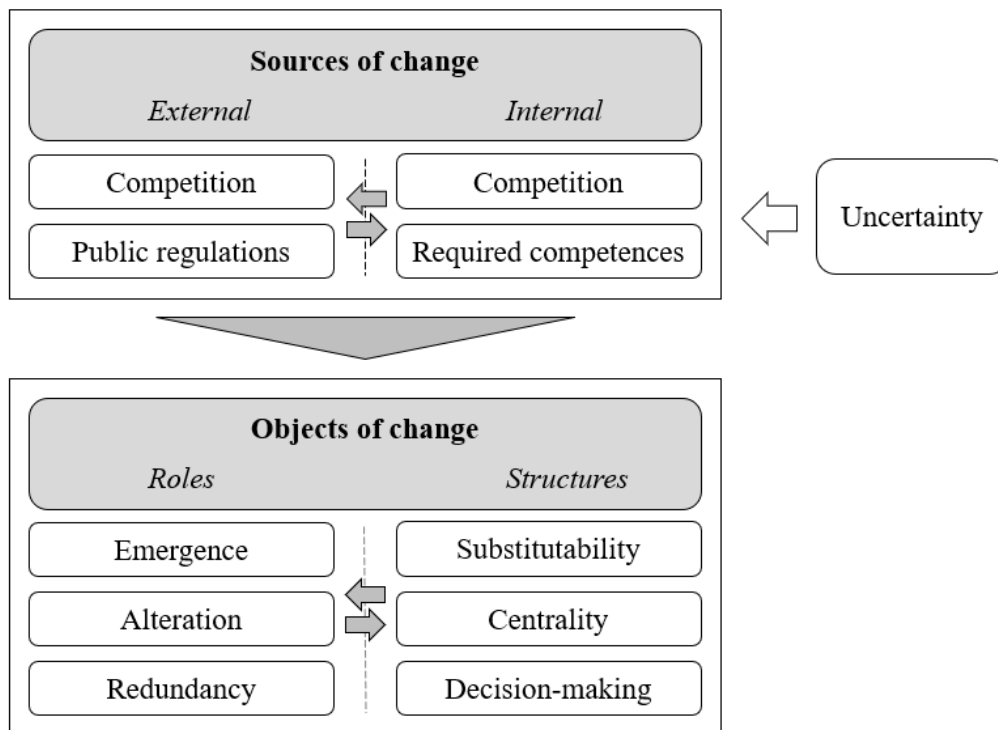 Sources of change
External Internal
Competition Competition
Uncertainty
Public regulations Required competences
Objects of change
Roles Structures
Emergence Substitutability
Alteration Centrality
Redundancy Decision-making